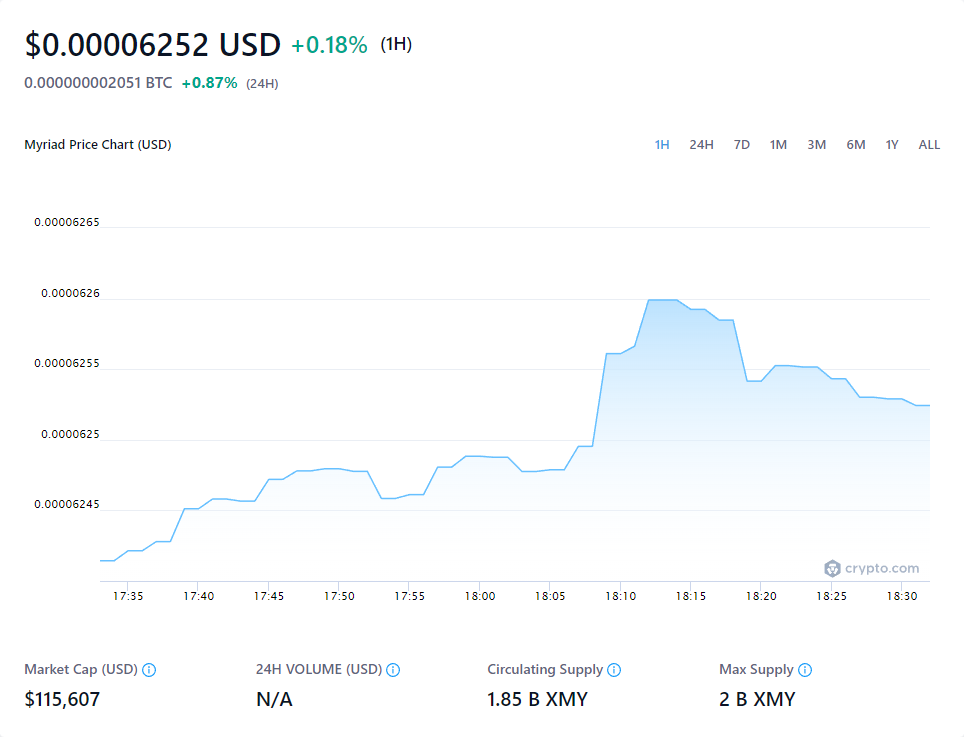 $0.00006252 USD +0.18% (1H)
0.000000002051 BTC +0.87% (24H)
Myriad Price Chart (USD) 1H 24H 7D 1M 3M 6M 1Y ALL
0.00006265
0.0000626
0.00006255
0.0000625
0.00006245
crypto.com
17:35 17:40 17:45 17:50 17:55 18:00 18:05 18:10 18:15 18:20 18:25 18:30
Market Cap (USD) 24H VOLUME (USD) Circulating Supply Max Supply
$115,607 N/A 1.85 B XMY 2 B XMY